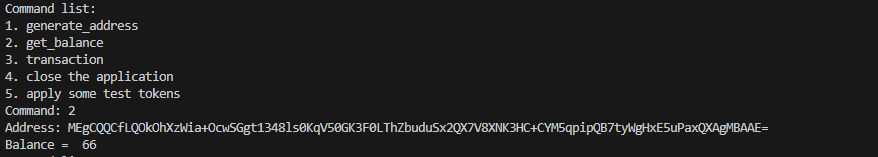 Command list:
1. generate_address
2. get_balance
3. transaction
4. close the application
5. apply some test tokens
Command: 2
Address: MEgCQQCfLQOkOhXzWia+OcwSGgt1348ls0KqV50GK3F0LThZbuduSx2QX7V8XNK3HC+CYM5qpipQB7tyWgHxE5uPaxQXAgMBAAE=
Balance =  66